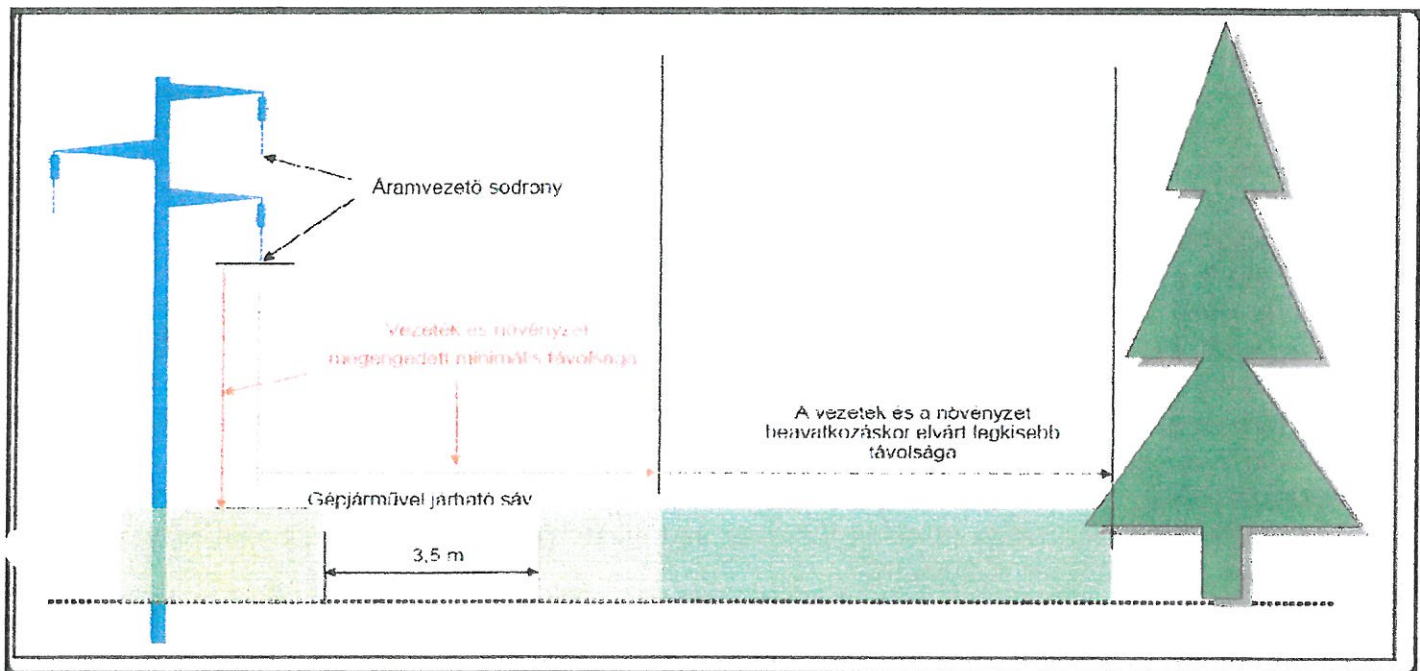 Áramvezető sodrony
Vezeték és növényzet
megengedett minimális távolsága
A vezeték és a növényzet
beavatkozáskor elvárt legkisebb
távolsága
Gépjárművel járható sáv
3,5 m